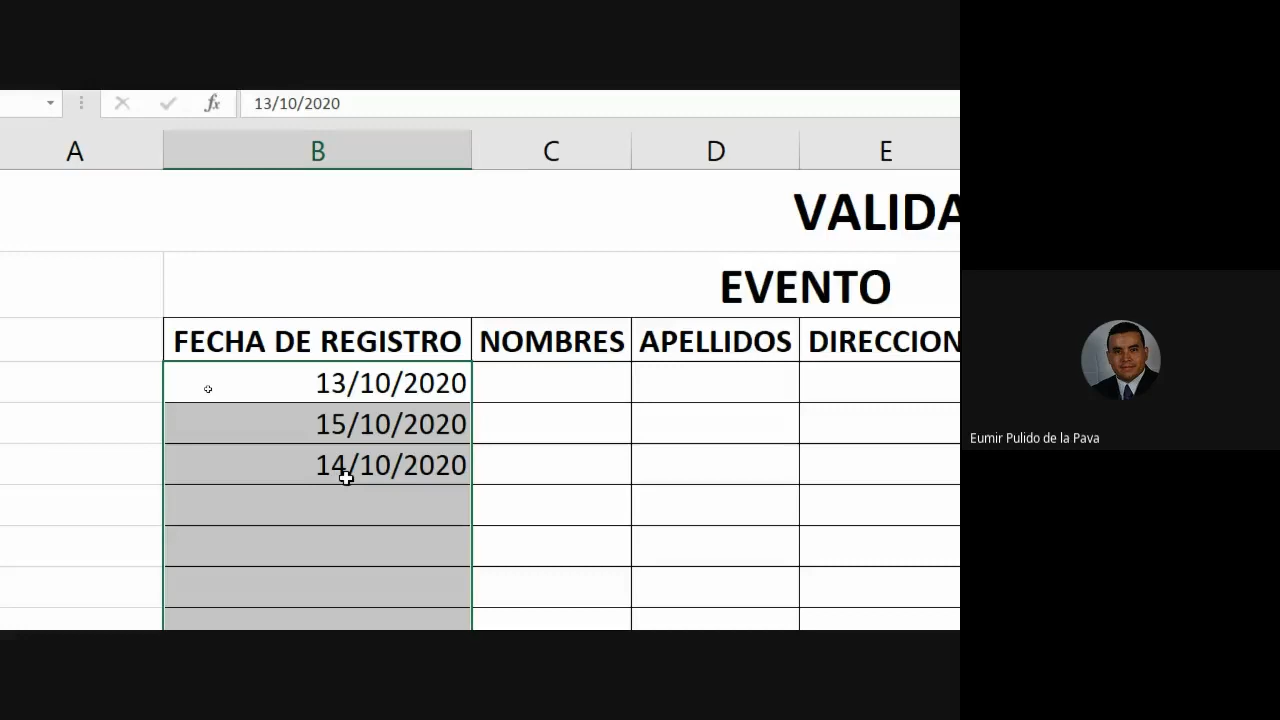 fx 13/10/2020
A B C D E
VALIDA
EVENTO
FECHA DE REGISTRO NOMBRES APELLIDOS DIRECCION
13/10/2020
15/10/2020
14/10/2020
Eumir Pulido de la Pava